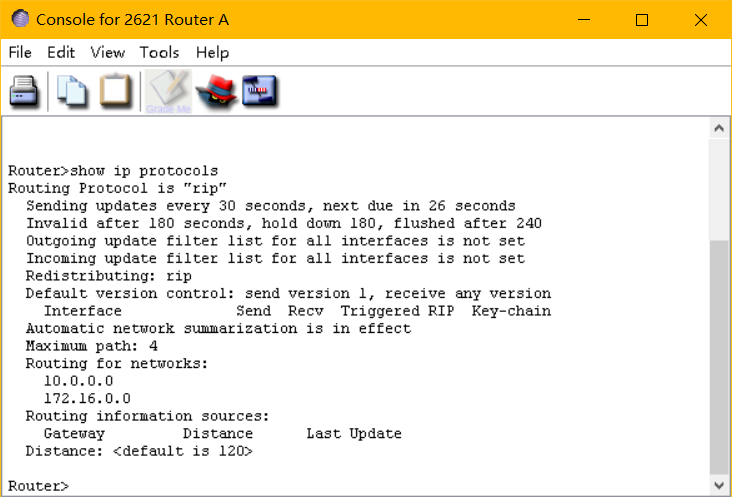 Console for 2621 Router A
File Edit View Tools Help
Grade Me
Router>show ip protocols
Routing Protocol is "rip"
Sending updates every 30 seconds, next due in 26 seconds
Invalid after 180 seconds, hold down 180, flushed after 240
Outgoing update filter list for all interfaces is not set
Incoming update filter list for all interfaces is not set
Redistributing: rip
Default version control: send version 1, receive any version
Interface Send Recv Triggered RIP Key-chain
Automatic network summarization is in effect
Maximum path: 4
Routing for networks:
10.0.0.0
172.16.0.0
Routing information sources:
Gateway Distance Last Update
Distance: <default is 120>
Router>